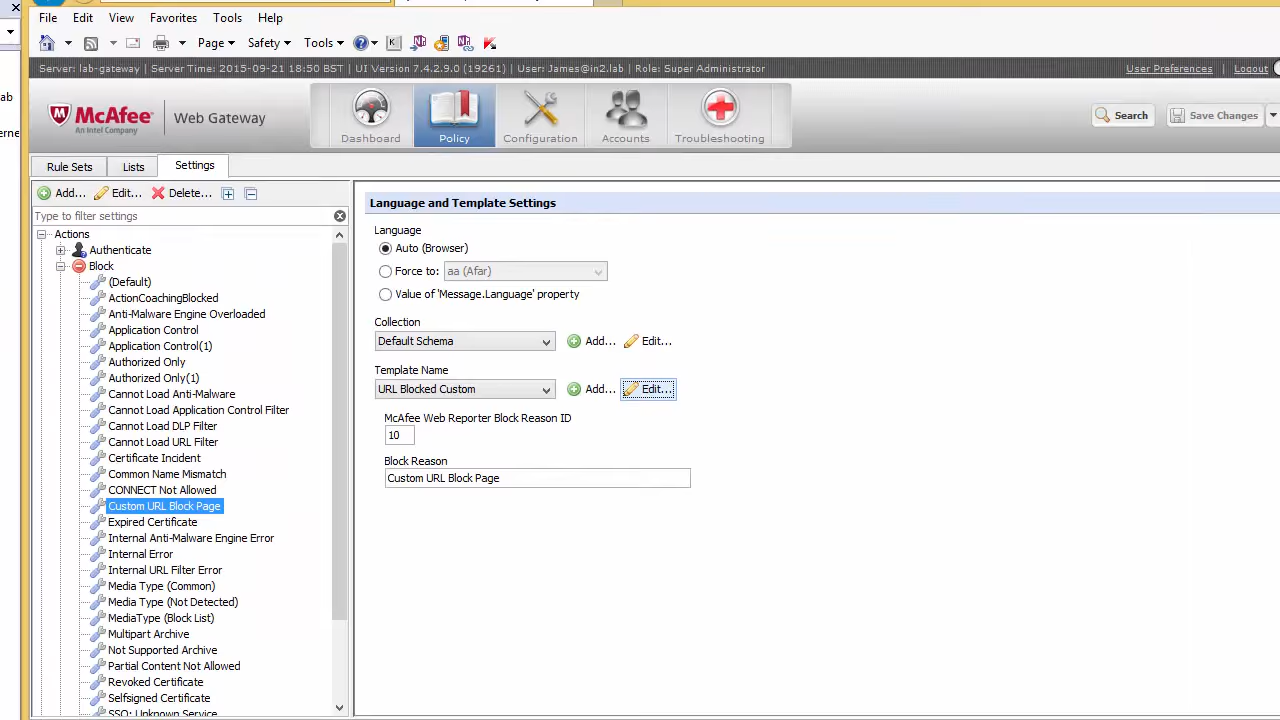 File Edit View Favorites Tools Help
ab
Page Safety Tools
Server: lab-gateway | Server Time: 2015-09-21 18:50 BST | UI Version 7.4.2.9.0 (19261) | User: James@in2.lab | Role: Super Administrator
User Preferences | Logout
McAfee
An Intel Company
Web Gateway
Dashboard
Policy
Configuration
Accounts
Troubleshooting
Search
Save Changes
erne
Rule Sets
Lists
Settings
Add... Edit... Delete...
Type to filter settings
Actions
Authenticate
Block
(Default)
ActionCoachingBlocked
Anti-Malware Engine Overloaded
Application Control
Application Control(1)
Authorized Only
Authorized Only(1)
Cannot Load Anti-Malware
Cannot Load Application Control Filter
Cannot Load DLP Filter
Cannot Load URL Filter
Certificate Incident
Common Name Mismatch
CONNECT Not Allowed
Custom URL Block Page
Expired Certificate
Internal Anti-Malware Engine Error
Internal Error
Internal URL Filter Error
Media Type (Common)
Media Type (Not Detected)
MediaType (Block List)
Multipart Archive
Not Supported Archive
Partial Content Not Allowed
Revoked Certificate
Selfsigned Certificate
SSO: Unknown Service
Language and Template Settings
Language
Auto (Browser)
Force to: aa (Afar)
Value of 'Message.Language' property
Collection
Default Schema Add... Edit...
Template Name
URL Blocked Custom Add... Edit...
McAfee Web Reporter Block Reason ID
10
Block Reason
Custom URL Block Page